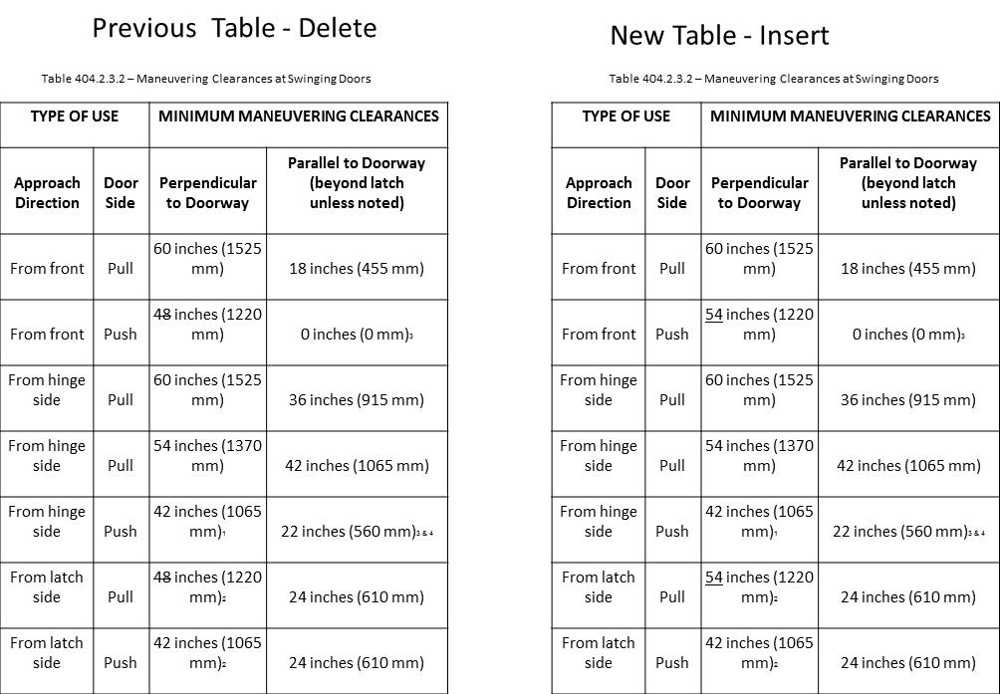 Previous Table - Delete
Table 404.2.3.2 – Maneuvering Clearances at Swinging Doors
TYPE OF USE MINIMUM MANEUVERING CLEARANCES
Approach Direction Door Side Perpendicular to Doorway Parallel to Doorway (beyond latch unless noted)
From front Pull 60 inches (1525 mm) 18 inches (455 mm)
From front Push 48 inches (1220 mm) 0 inches (0 mm)3
From hinge side Pull 60 inches (1525 mm) 36 inches (915 mm)
From hinge side Pull 54 inches (1370 mm) 42 inches (1065 mm)
From hinge side Push 42 inches (1065 mm)1 22 inches (560 mm)3 & 4
From latch side Pull 48 inches (1220 mm)2 24 inches (610 mm)
From latch side Push 42 inches (1065 mm)2 24 inches (610 mm)
New Table - Insert
Table 404.2.3.2 – Maneuvering Clearances at Swinging Doors
TYPE OF USE MINIMUM MANEUVERING CLEARANCES
Approach Direction Door Side Perpendicular to Doorway Parallel to Doorway (beyond latch unless noted)
From front Pull 60 inches (1525 mm) 18 inches (455 mm)
From front Push 54 inches (1220 mm) 0 inches (0 mm)3
From hinge side Pull 60 inches (1525 mm) 36 inches (915 mm)
From hinge side Pull 54 inches (1370 mm) 42 inches (1065 mm)
From hinge side Push 42 inches (1065 mm)1 22 inches (560 mm)3 & 4
From latch side Pull 54 inches (1220 mm)2 24 inches (610 mm)
From latch side Push 42 inches (1065 mm)2 24 inches (610 mm)